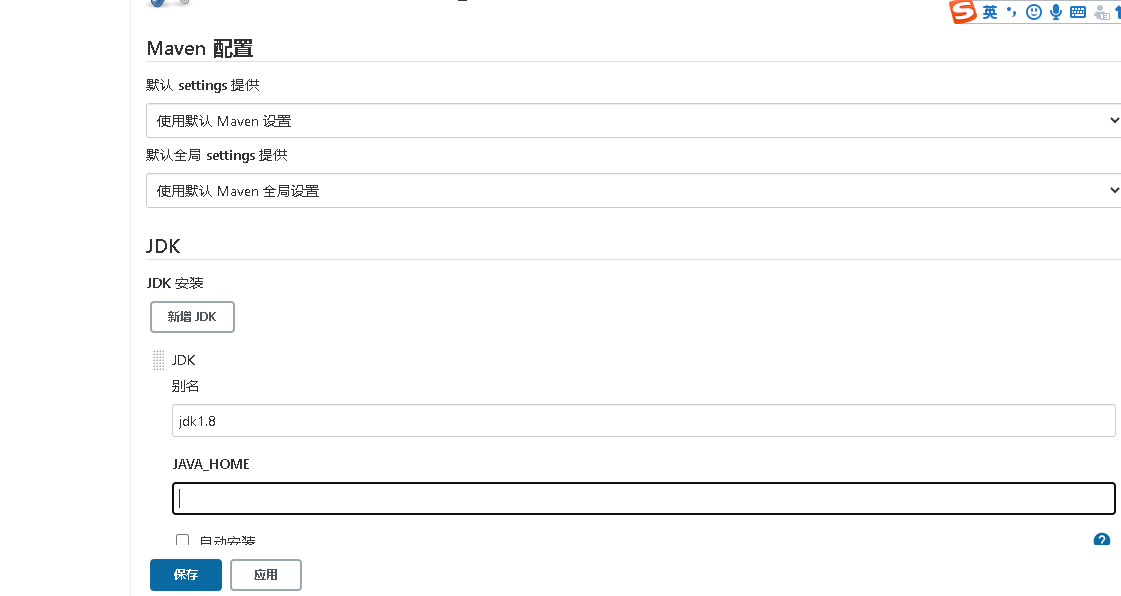 英
Maven 配置
默认 settings 提供
使用默认 Maven 设置
默认全局 settings 提供
使用默认 Maven 全局设置
JDK
JDK 安装
新增 JDK
JDK
别名
jdk1.8
JAVA_HOME
自动安装
?
保存
应用